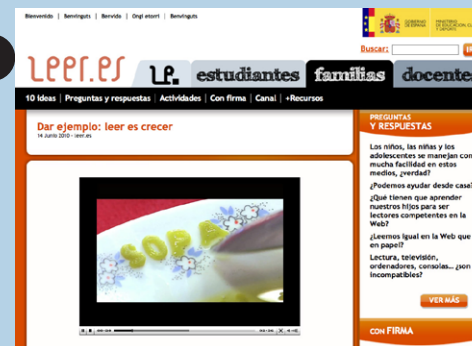 Bienvenido | Benvinguts | Benvida | Ongi etorri | Benvinguts
GOBIERNO DE ESPAÑA
MINISTERIO DE EDUCACIÓN, CU
Y DEPORTE
Buscar:
leer.es
le.
estudiantes
familias
docentes
10 Ideas | Preguntas y respuestas | Actividades | Con firma | Canal | +Recursos
Dar ejemplo: leer es crecer
14 Junio 2010 - leer.es
SOPA
PREGUNTAS
Y RESPUESTAS
Los niños, las niñas y los
adolescentes se manejan con
mucha facilidad en estos
medios, ¿verdad?
¿Podemos ayudar desde casa?
¿Qué tienen que aprender
nuestros hijos para ser
lectores competentes en la
Web?
¿Leemos igual en la Web que
en papel?
Lectura, televisión,
ordenadores, consolas... ¿son
incompatibles?
VER MÁS
CON FIRMA